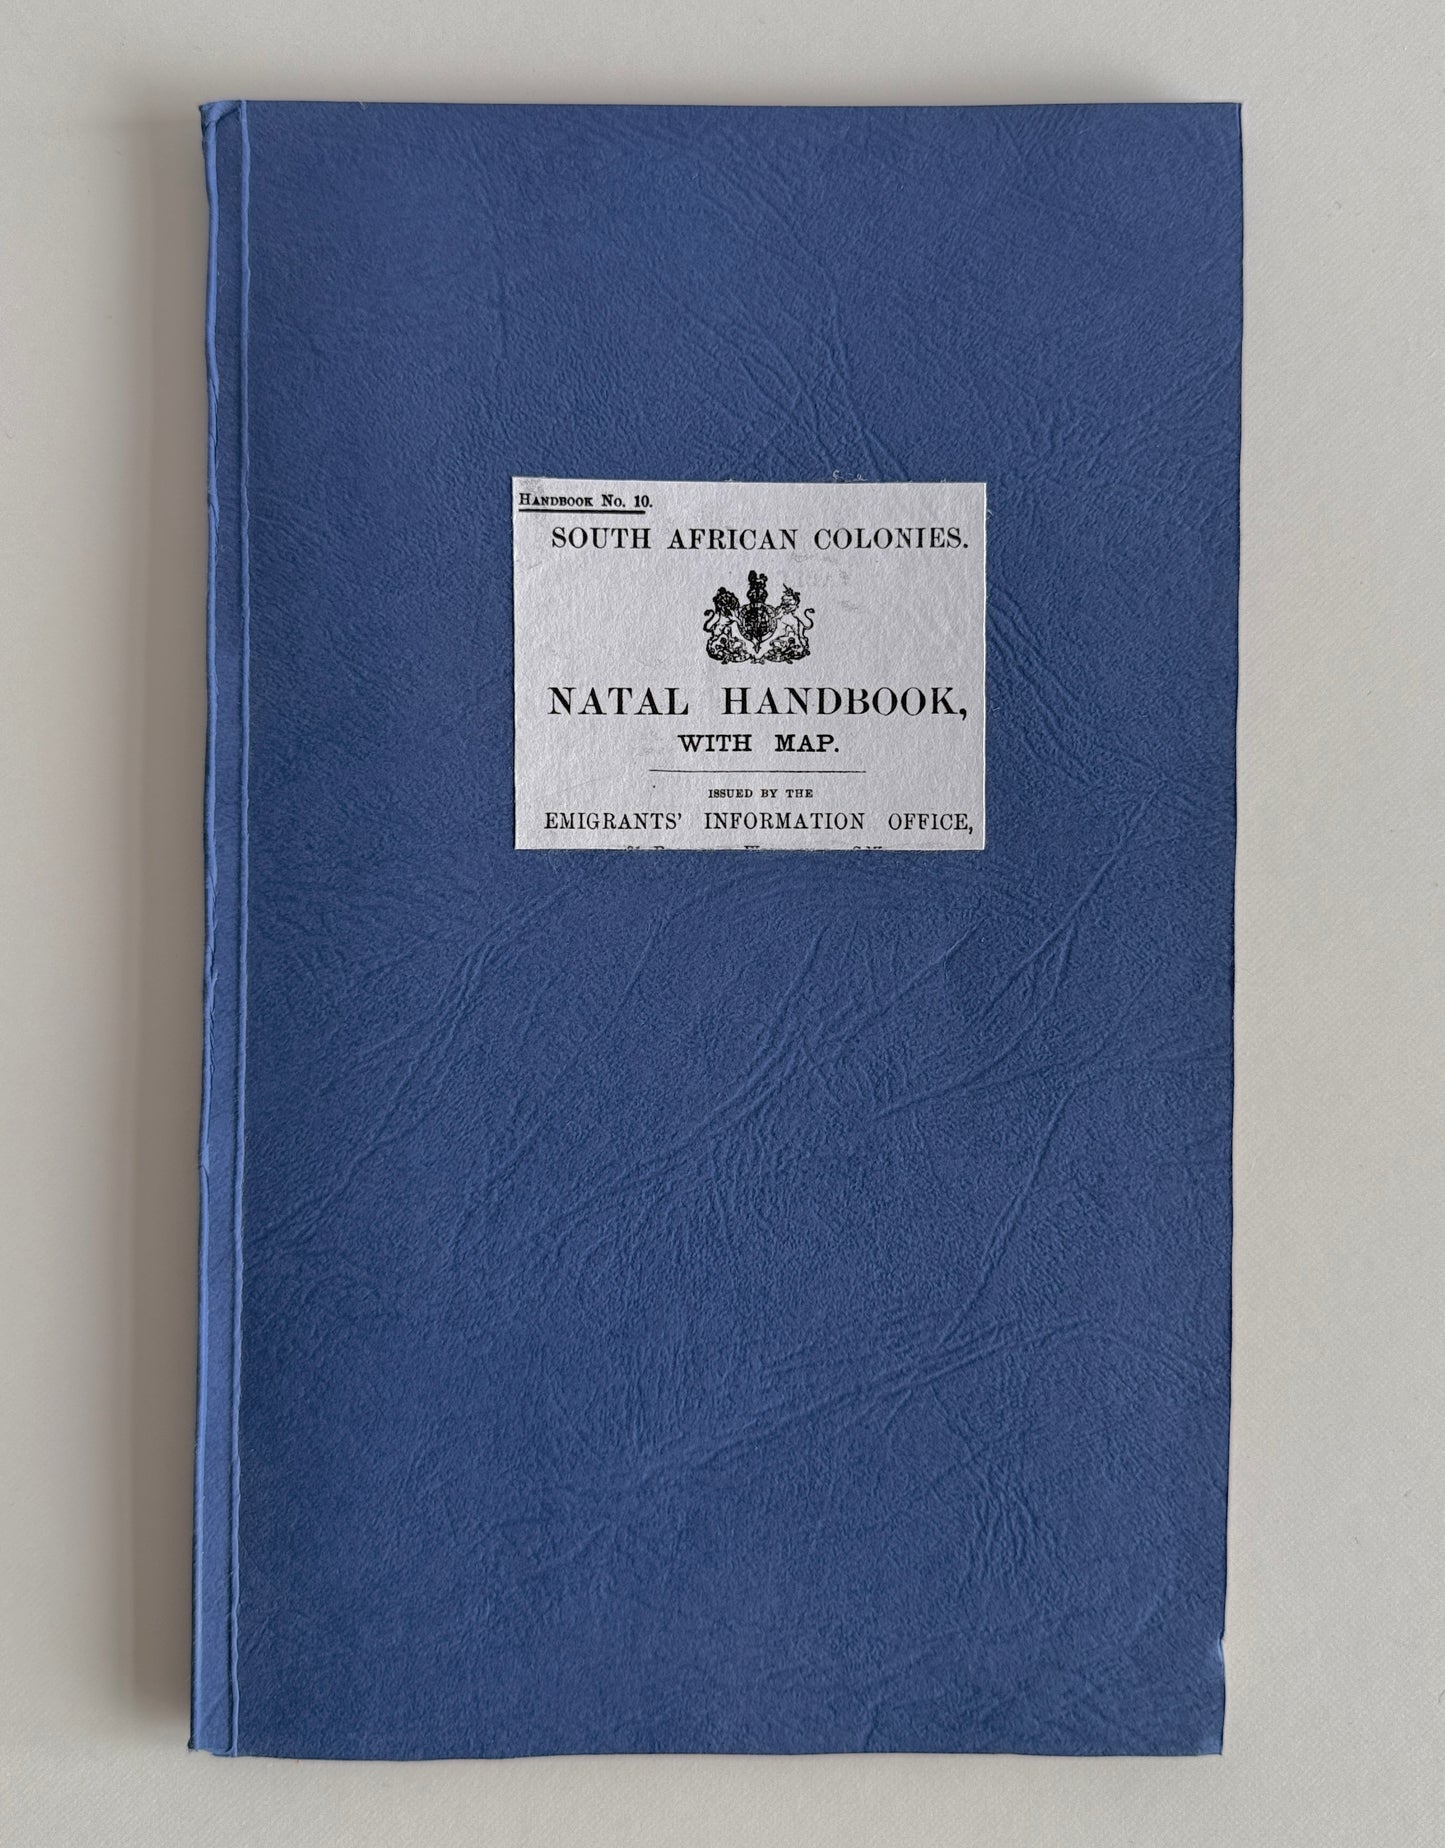 HANDBOOK NO. 10.
SOUTH AFRICAN COLONIES.
NATAL HANDBOOK,
WITH MAP.
ISSUED BY THE
EMIGRANTS' INFORMATION OFFICE,